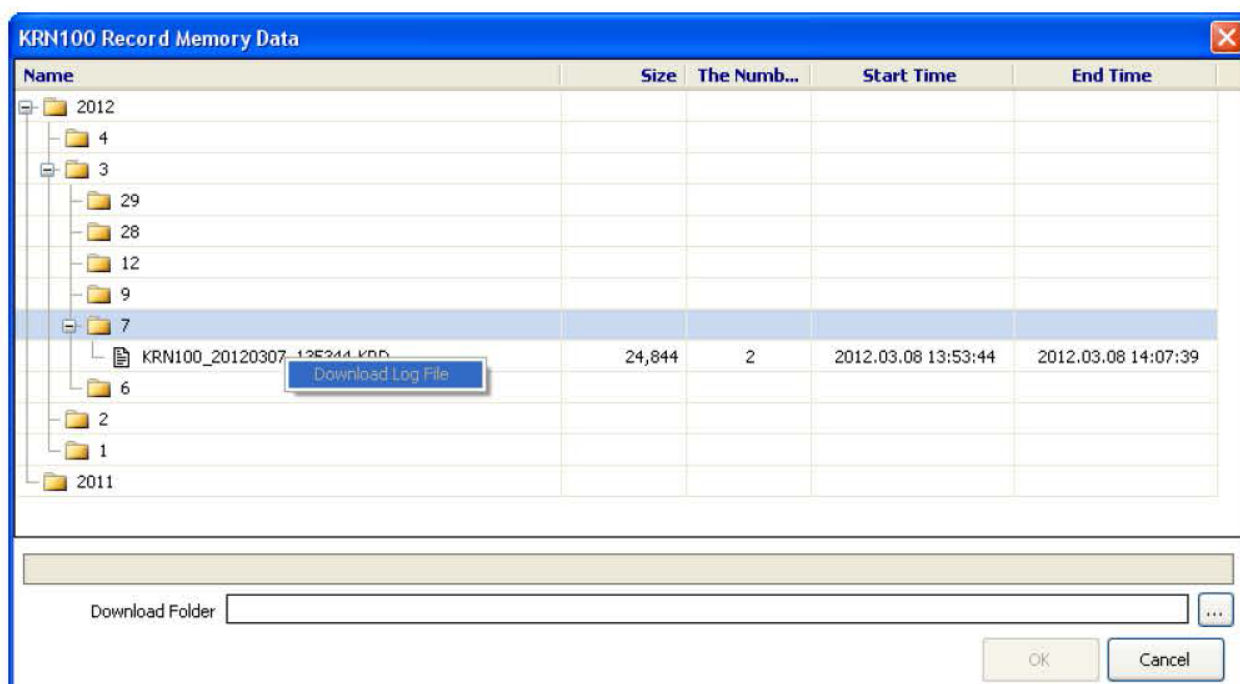 KRN100 Record Memory Data
Name Size The Numb... Start Time End Time
2012
4
3
29
28
12
9
7
KRN100_20120307 24,844 2 2012.03.08 13:53:44 2012.03.08 14:07:39
Download Log File
6
2
1
2011
Download Folder ...
OK Cancel